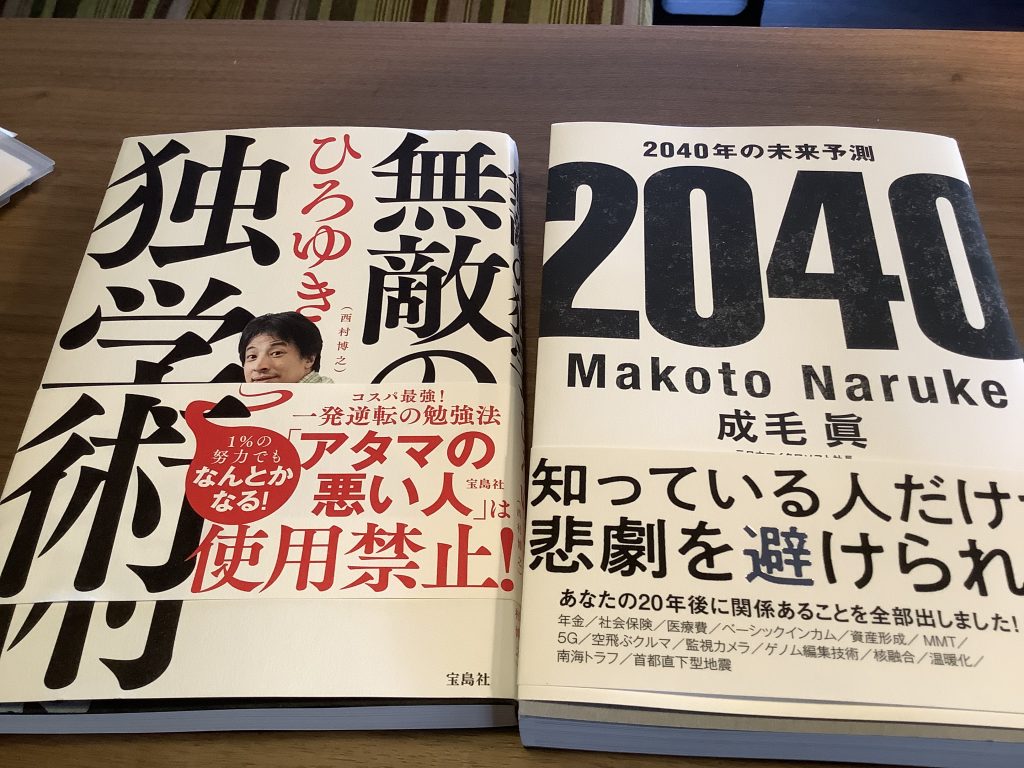 無敵の
独学術
ひろゆき
(西村博之)
コスパ最強!
一発逆転の勉強法
「アタマの
悪い人」は
宝島社
使用禁止!
1%の
努力でも
なんとか
なる!
宝島社
2040年の未来予測
2040
Makoto Naruke
成毛 眞
知っている人だけ
悲劇を避けられ
あなたの20年後に関係あることを全部出しました!
年金/社会保険/医療費/ベーシックインカム/資産形成/MMT/
5G/空飛ぶクルマ/監視カメラ/ゲノム編集技術/核融合/温暖化/
南海トラフ/首都直下型地震